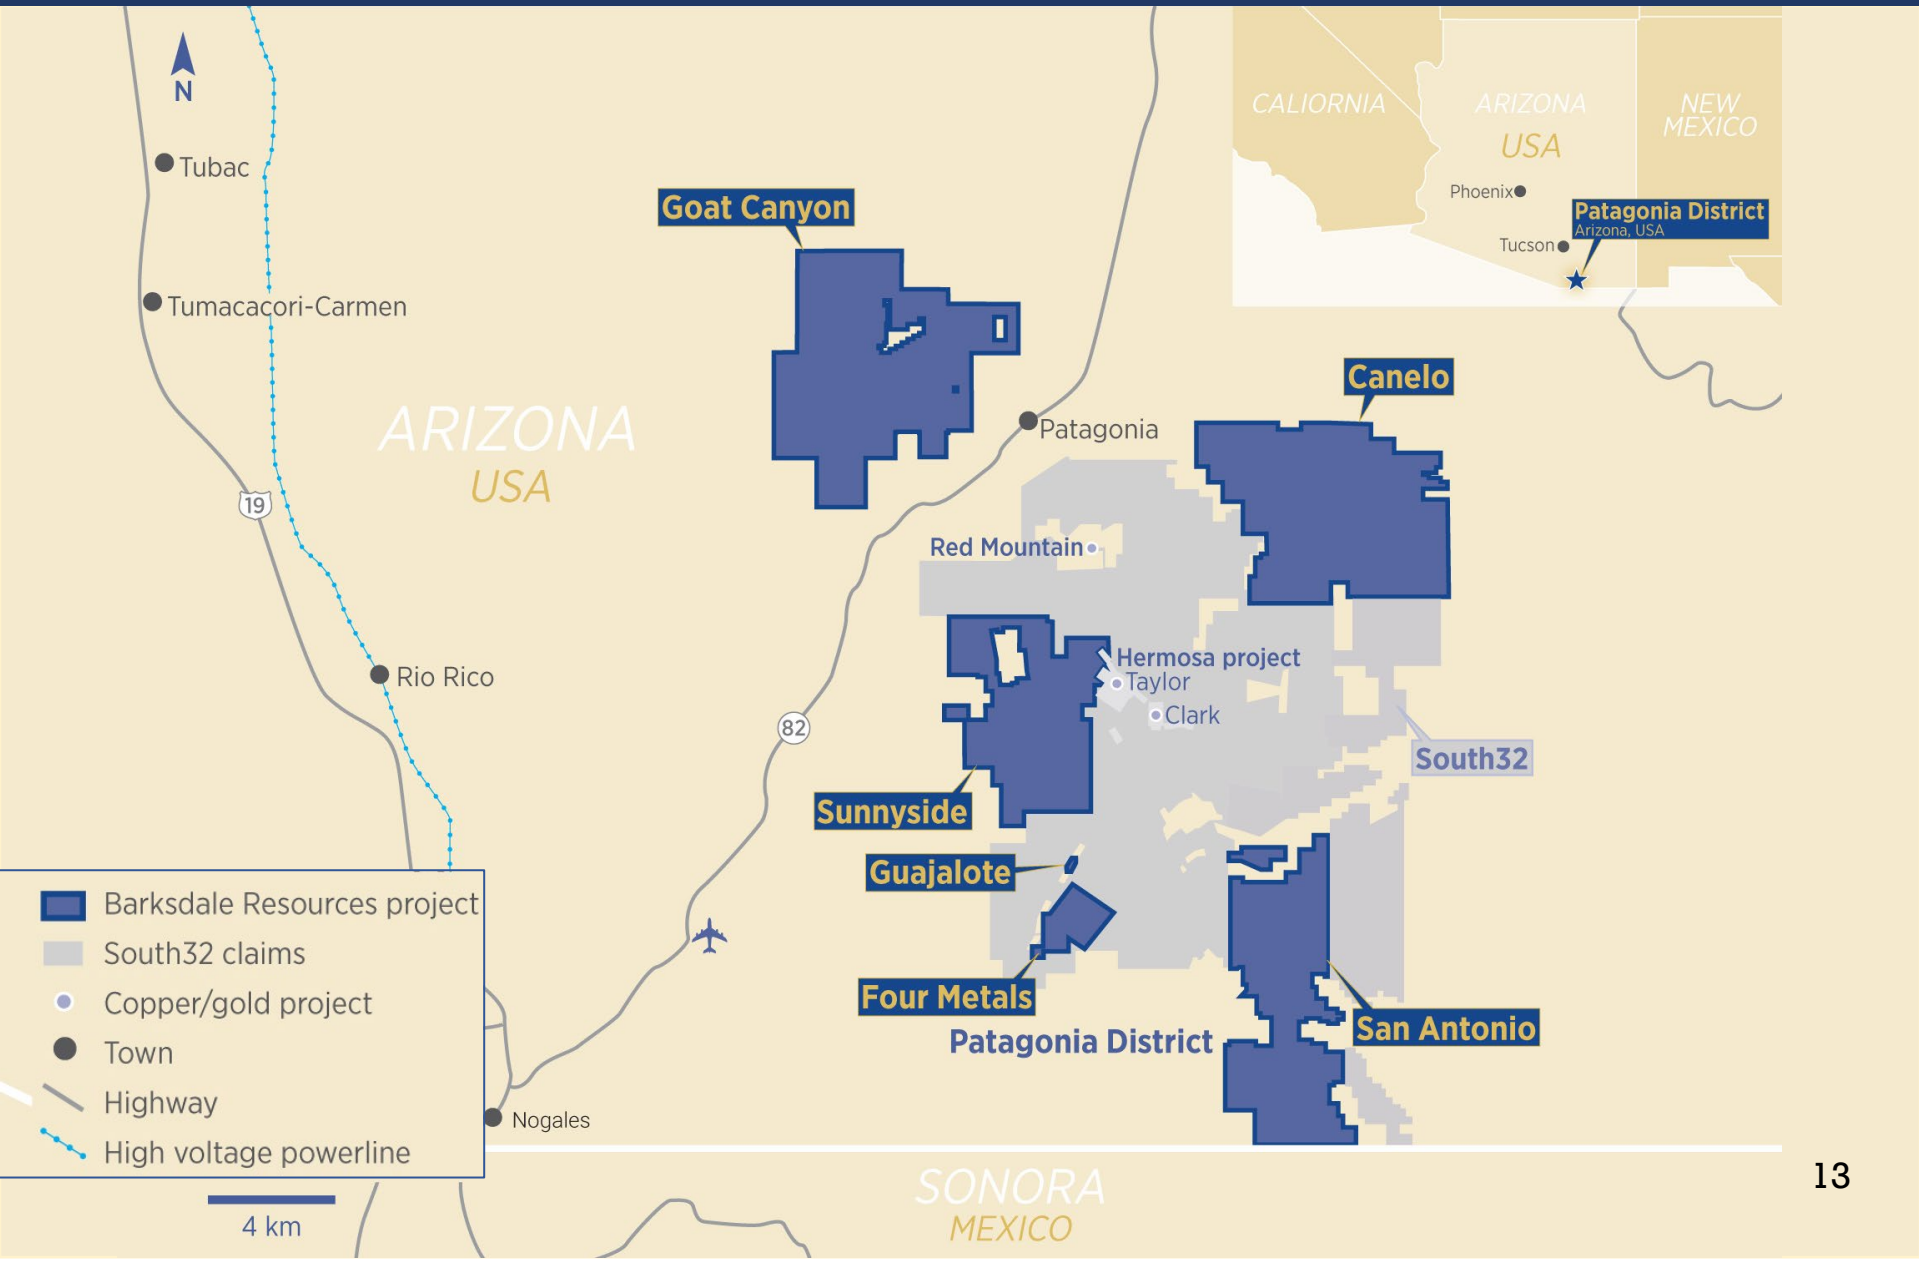 N
Tubac
Tumacacori-Carmen
ARIZONA
USA
19
Rio Rico
82
Goat Canyon
Patagonia
CALIORNIA
ARIZONA
USA
NEW
MEXICO
Phoenix
Tucson
Patagonia District
Arizona, USA
Canelo
Red Mountain
Hermosa project
Taylor
Clark
South32
Sunnyside
Guajalote
Four Metals
Patagonia District
San Antonio
Barksdale Resources project
South32 claims
Copper/gold project
Town
Highway
High voltage powerline
Nogales
4 km
SONORA
MEXICO
13